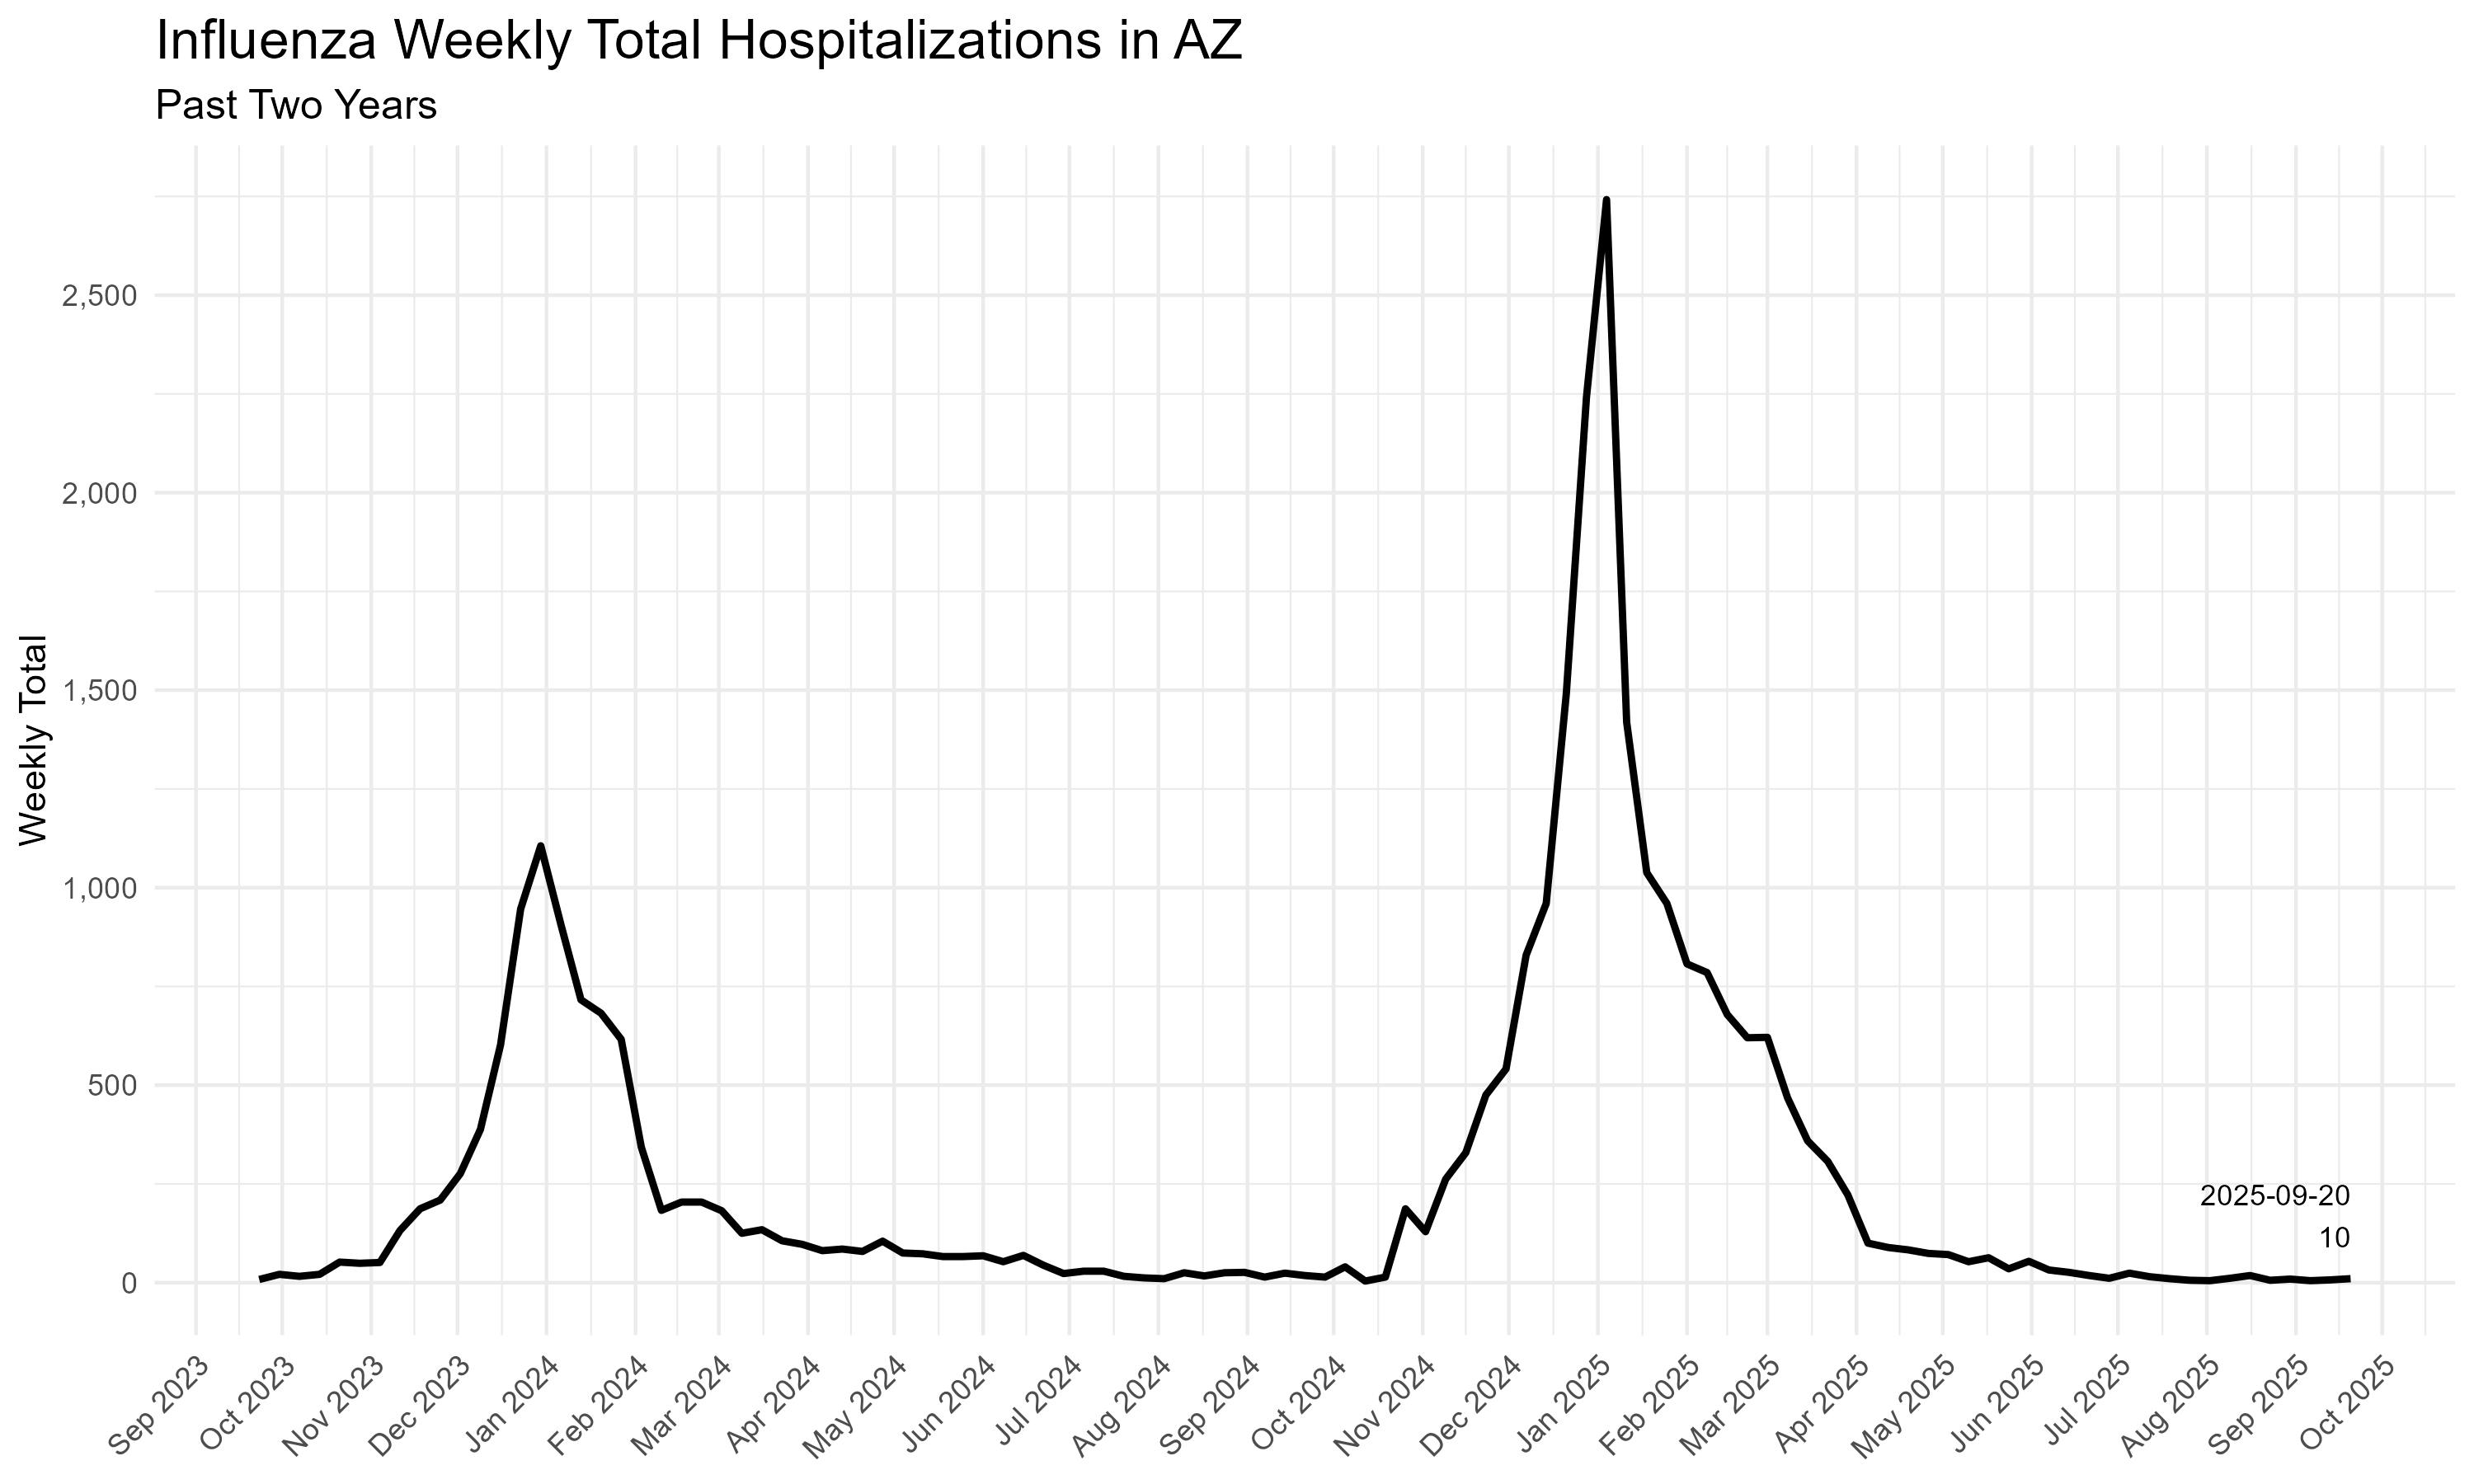 Influenza Weekly Total Hospitalizations in AZ
Past Two Years
Weekly Total
2,500
2,000
1,500
1,000
500
0
2025-09-20
10
Sep 2023
Oct 2023
Nov 2023
Dec 2023
Jan 2024
Feb 2024
Mar 2024
Apr 2024
May 2024
Jun 2024
Jul 2024
Aug 2024
Sep 2024
Oct 2024
Nov 2024
Dec 2024
Jan 2025
Feb 2025
Mar 2025
Apr 2025
May 2025
Jun 2025
Jul 2025
Aug 2025
Sep 2025
Oct 2025